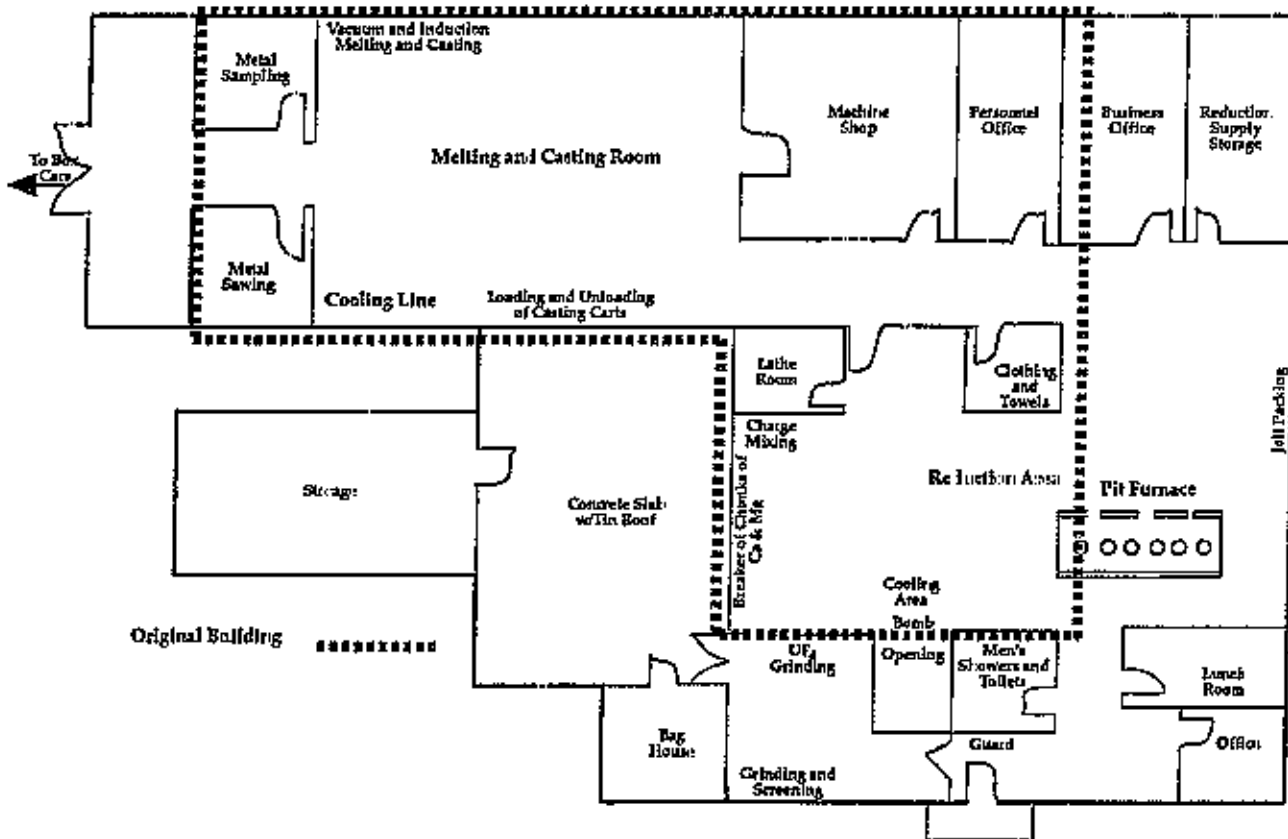 Vacuum and Induction
Melting and Casting
Metal
Sampling
Machine
Shop
Personnel
Office
Business
Office
Reduction
Supply
Storage
To Box
Cars
Melting and Casting Room
Metal
Sawing
Cooling Line
Loading and Unloading
of Casting Carts
Lathe
Room
Clothing
and
Towels
Charge
Mixing
Jolt Packing
Reduction Area
Pit Furnace
Storage
Concrete Slab
w/Tin Roof
Breaker of Chunks of
Ca & Mg
Cooling
Area
Bomb
Opening
Original Building
UF4
Grinding
Men's
Showers and
Toilets
Lunch
Room
Bag
House
Guard
Office
Grinding and
Screening